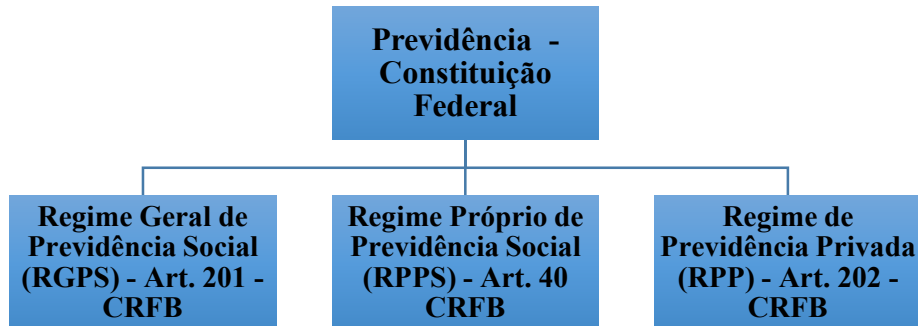 Previdência -
Constituição
Federal
Regime Geral de
Previdência Social
(RGPS) - Art. 201 -
CRFB
Regime Próprio de
Previdência Social
(RPPS) - Art. 40
CRFB
Regime de
Previdência Privada
(RPP) - Art. 202 -
CRFB